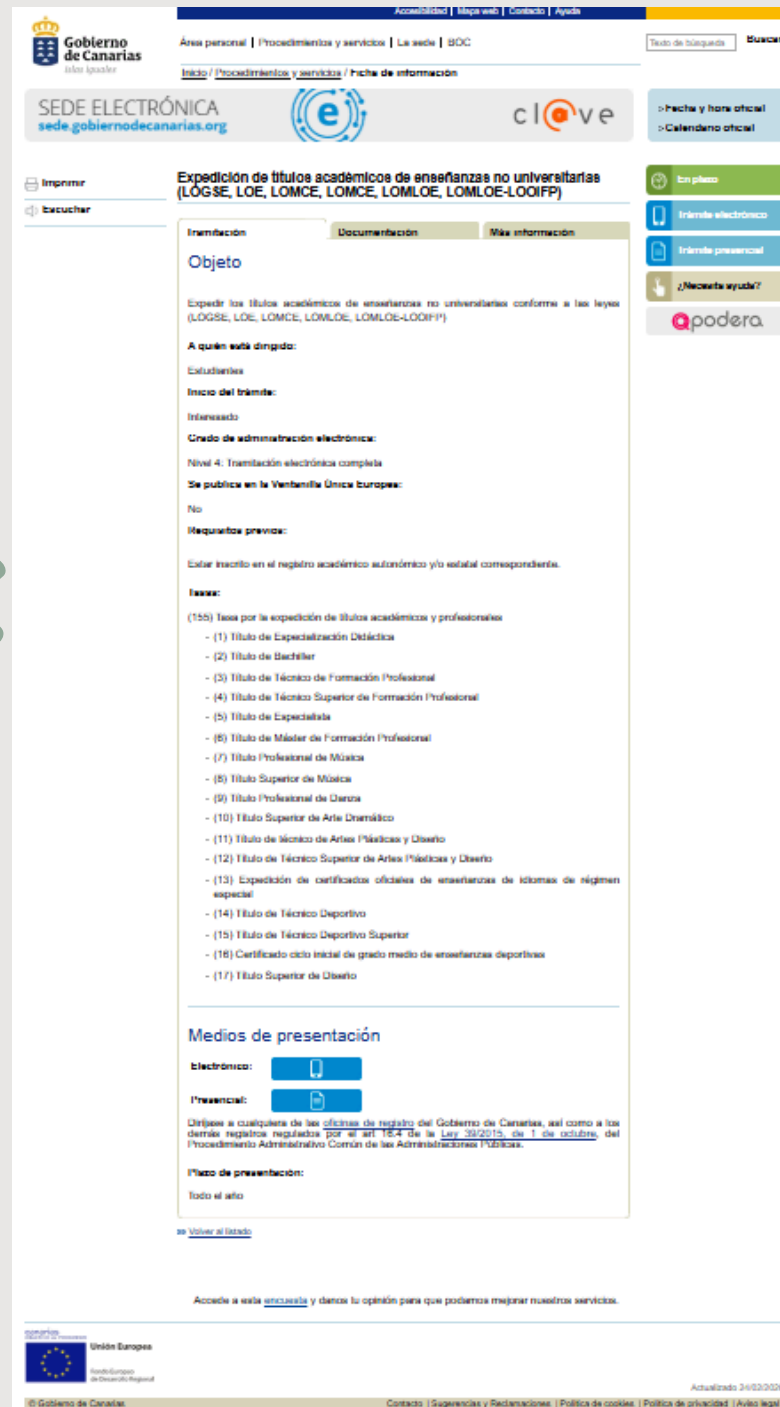 Accesibilidad | Mapa web | Contacto | Ayuda
Gobierno
de Canarias
islas iguales
Área personal | Procedimientos y servicios | La sede | BOC
Texto de búsqueda
Buscar
Inicio / Procedimientos y servicios / Ficha de información
SEDE ELECTRÓNICA
sede.gobiernodecanarias.org
e
cl@ve
>Fecha y hora oficial
>Calendario oficial
Imprimir
Escuchar
Expedición de títulos académicos de enseñanzas no universitarias
(LOGSE, LOE, LOMCE, LOMCE, LOMLOE, LOMLOE-LOOIFP)
En plazo
Trámite electrónico
Trámite presencial
¿Necesita ayuda?
apodera
Tramitación
Documentación
Más información
Objeto
Expedir los títulos académicos de enseñanzas no universitarias conforme a las leyes
(LOGSE, LOE, LOMCE, LOMLOE, LOMLOE-LOOIFP)
A quién está dirigido:
Estudiantes
Inicio del trámite:
Interesado
Grado de administración electrónica:
Nivel 4: Tramitación electrónica completa
Se publica en la Ventanilla Única Europea:
No
Requisitos previos:
Estar inscrito en el registro académico autonómico y/o estatal correspondiente.
Tasas:
(155) Tasa por la expedición de títulos académicos y profesionales
- (1) Título de Especialización Didáctica
- (2) Título de Bachiller
- (3) Título de Técnico de Formación Profesional
- (4) Título de Técnico Superior de Formación Profesional
- (5) Título de Especialista
- (6) Título de Máster de Formación Profesional
- (7) Título Profesional de Música
- (8) Título Superior de Música
- (9) Título Profesional de Danza
- (10) Título Superior de Arte Dramático
- (11) Título de técnico de Artes Plásticas y Diseño
- (12) Título de Técnico Superior de Artes Plásticas y Diseño
- (13) Expedición de certificados oficiales de enseñanzas de idiomas de régimen
especial
- (14) Título de Técnico Deportivo
- (15) Título de Técnico Deportivo Superior
- (16) Certificado ciclo inicial de grado medio de enseñanzas deportivas
- (17) Título Superior de Diseño
Medios de presentación
Electrónico:
Presencial:
Diríjase a cualquiera de las oficinas de registro del Gobierno de Canarias, así como a los
demás registros regulados por el art 16.4 de la Ley 39/2015, de 1 de octubre, del
Procedimiento Administrativo Común de las Administraciones Públicas.
Plazo de presentación:
Todo el año
Volver al listado
Accede a esta encuesta y danos tu opinión para que podamos mejorar nuestros servicios.
canarias
Unión Europea
Fondo Europeo
de Desarrollo Regional
Actualizado
© Gobierno de Canarias
Contacto | Sugerencias y Reclamaciones | Política de cookies | Política de privacidad | Aviso legal